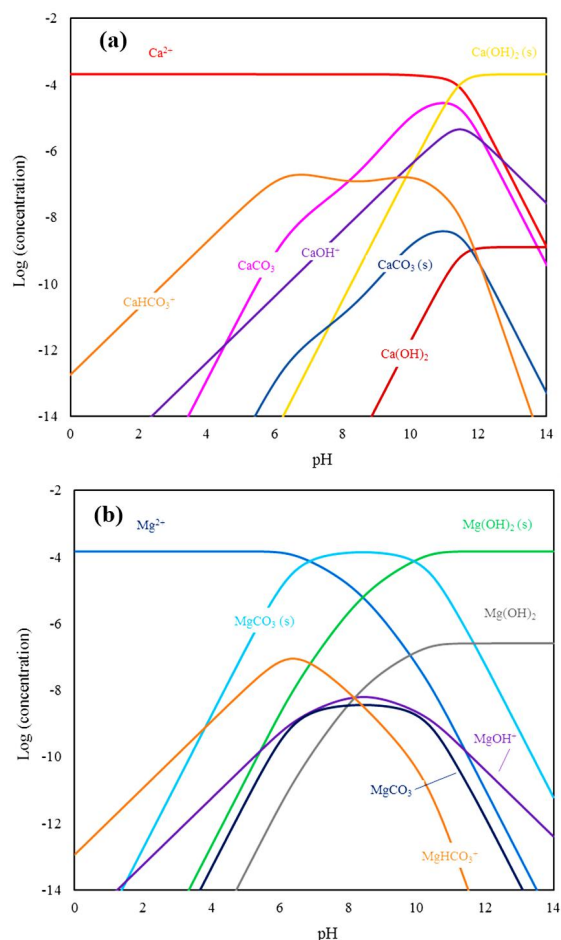 (a)
-2
-4
-6
-8
-10
-12
-14
Log (concentration)
Ca²⁺
Ca(OH)₂ (s)
CaCO₃
CaOH⁺
CaCO₃ (s)
CaHCO₃⁺
Ca(OH)₂
0 2 4 6 8 10 12 14
pH
(b)
-2
-4
-6
-8
-10
-12
-14
Log (concentration)
Mg²⁺
Mg(OH)₂ (s)
MgCO₃ (s)
Mg(OH)₂
MgOH⁺
MgCO₃
MgHCO₃⁺
0 2 4 6 8 10 12 14
pH